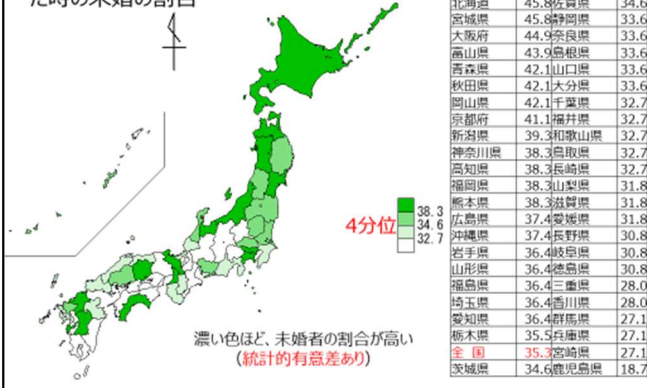 た時の未婚の割合
北海道 45.8 佐賀県 34.6
宮城県 45.8 静岡県 33.6
大阪府 44.9 奈良県 33.6
富山県 43.9 島根県 33.6
青森県 42.1 山口県 33.6
秋田県 42.1 大分県 33.6
岡山県 42.1 千葉県 32.7
京都府 41.1 福井県 32.7
新潟県 39.3 和歌山県 32.7
神奈川県 38.3 鳥取県 32.7
高知県 38.3 長崎県 32.7
福岡県 38.3 山梨県 31.8
熊本県 38.3 滋賀県 31.8
広島県 37.4 愛媛県 31.8
沖縄県 37.4 長野県 30.8
岩手県 36.4 岐阜県 30.8
山形県 36.4 徳島県 30.8
福島県 36.4 三重県 28.0
埼玉県 36.4 香川県 28.0
愛知県 36.4 群馬県 27.1
栃木県 35.5 兵庫県 27.1
全 国 35.3 宮崎県 27.1
茨城県 34.6 鹿児島県 18.7
4分位
38.3
34.6
32.7
濃い色ほど、未婚者の割合が高い
(統計的有意差あり)